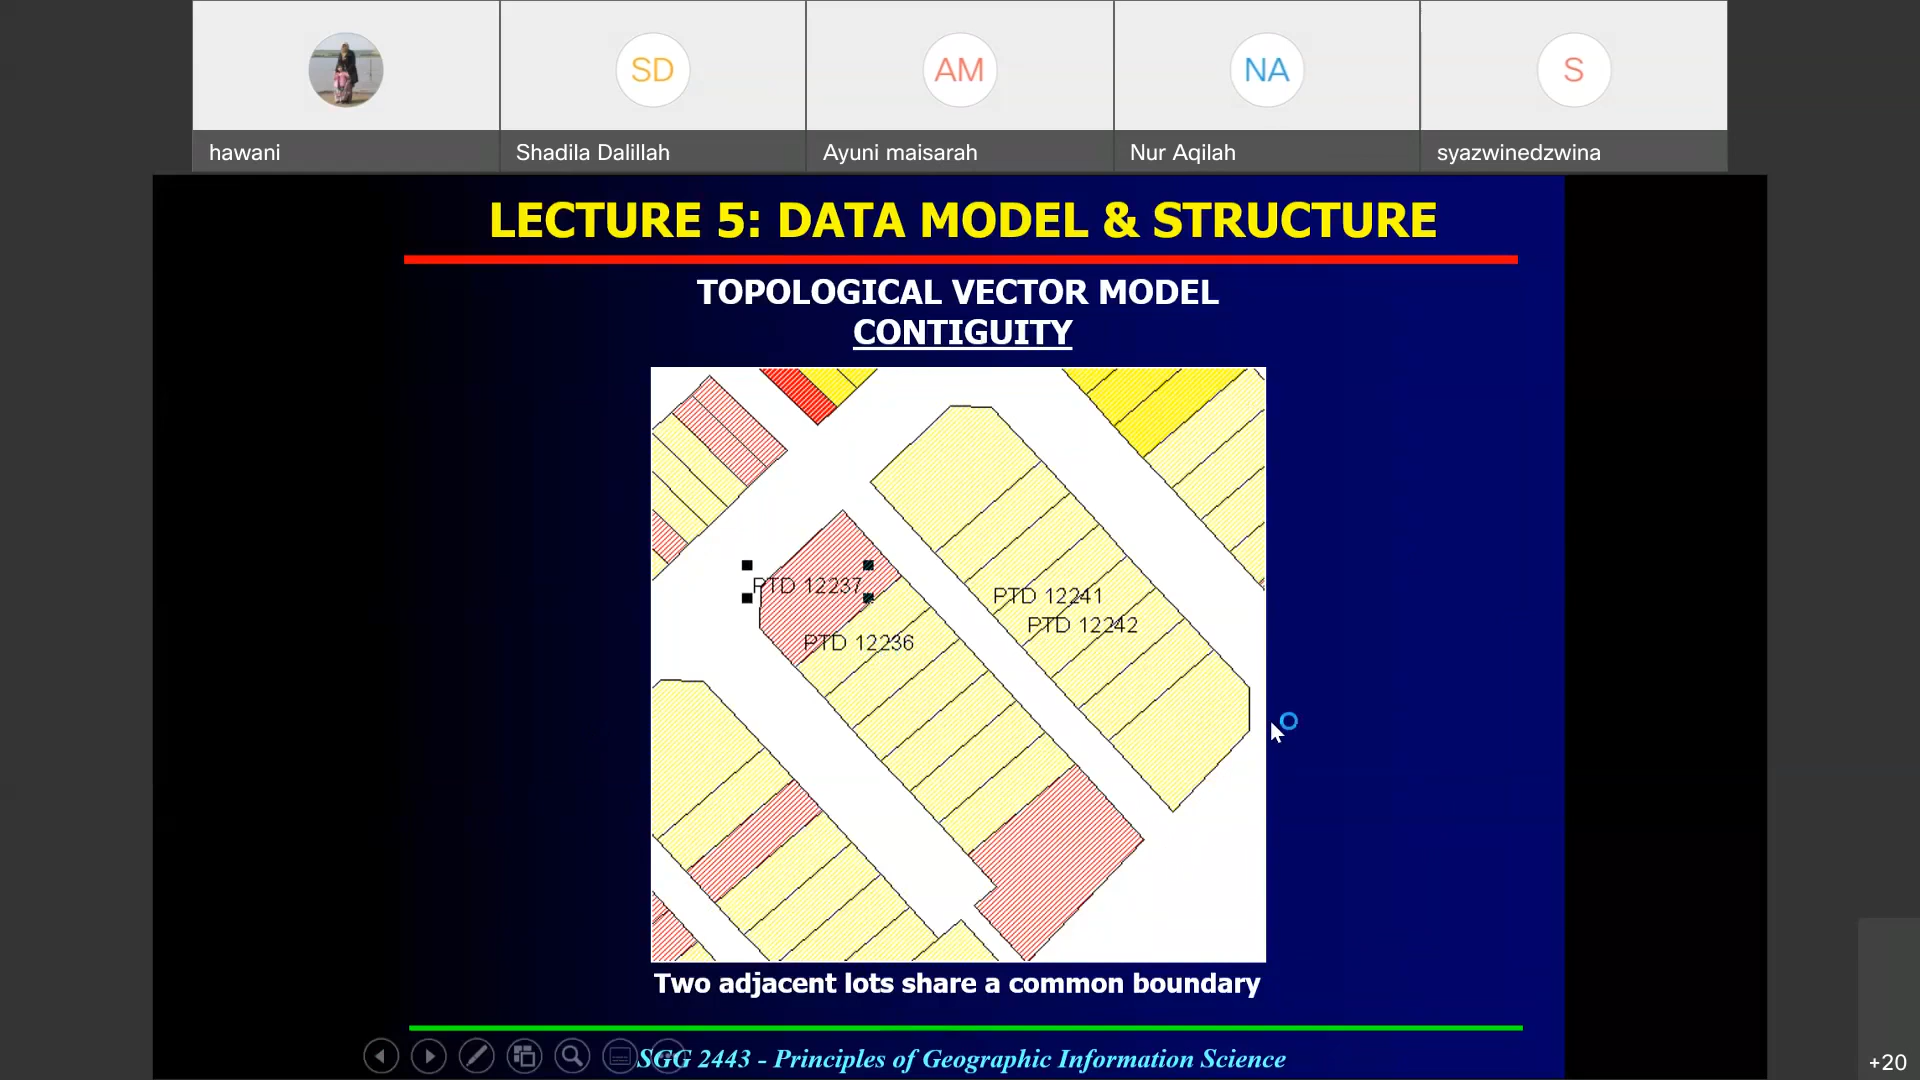 SD
AM
NA
S
hawani
Shadila Dalillah
Ayuni maisarah
Nur Aqilah
syazwinedzwina
LECTURE 5: DATA MODEL & STRUCTURE
TOPOLOGICAL VECTOR MODEL
CONTIGUITY
PTD 12237
PTD 12241
PTD 12242
PTD 12236
Two adjacent lots share a common boundary
SGG 2443 - Principles of Geographic Information Science
+20